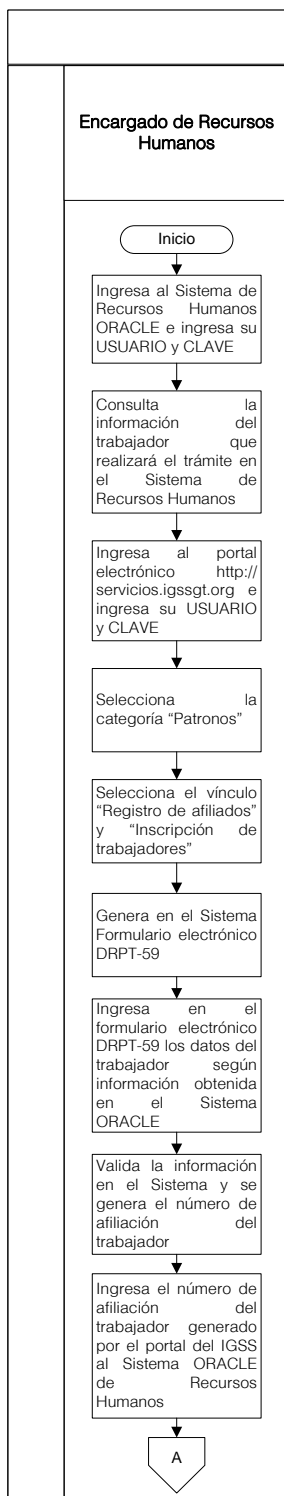 Encargado de Recursos
Humanos
Inicio
Ingresa al Sistema de
Recursos Humanos
ORACLE e ingresa su
USUARIO y CLAVE
Consulta la
información del
trabajador que
realizará el trámite en
el Sistema de
Recursos Humanos
Ingresa al portal
electrónico http://
servicios.igssgt.org e
ingresa su USUARIO
y CLAVE
Selecciona la
categoría “Patronos”
Selecciona el vínculo
“Registro de afiliados”
y “Inscripción de
trabajadores”
Genera en el Sistema
Formulario electrónico
DRPT-59
Ingresa en el
formulario electrónico
DRPT-59 los datos del
trabajador según
información obtenida
en el Sistema
ORACLE
Valida la información
en el Sistema y se
genera el número de
afiliación del
trabajador
Ingresa el número de
afiliación del
trabajador generado
por el portal del IGSS
al Sistema ORACLE
de Recursos
Humanos
A